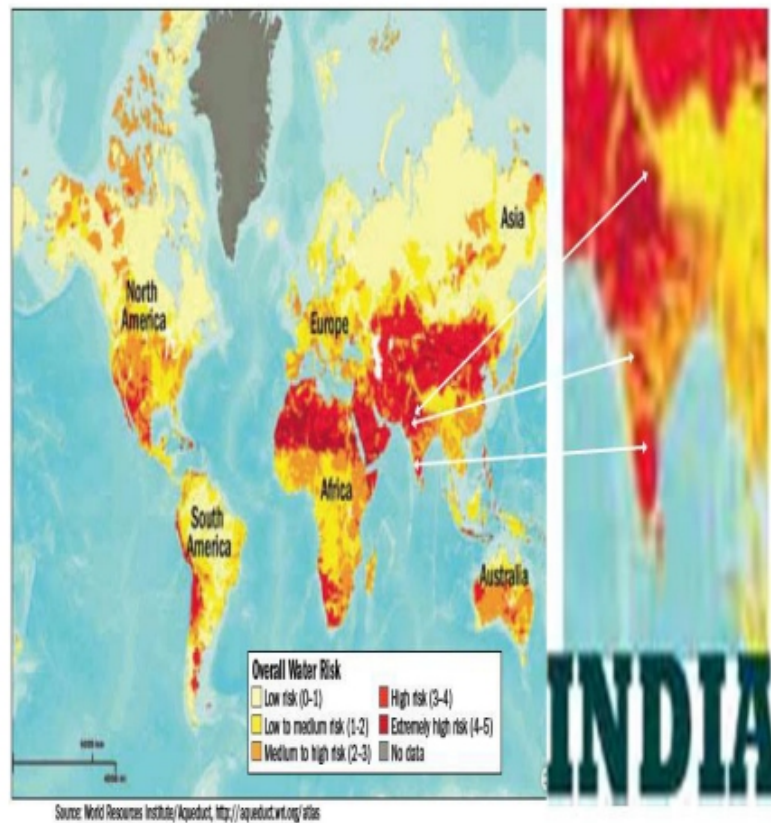 Asia
North
America
Europe
Africa
South
America
Australia
Overall Water Risk
Low risk (0-1)
Low to medium risk (1-2)
Medium to high risk (2-3)
High risk (3-4)
Extremely high risk (4-5)
No data
INDIA
Source: World Resources Institute/Aqueduct, http://aqueduct.wri.org/atlas